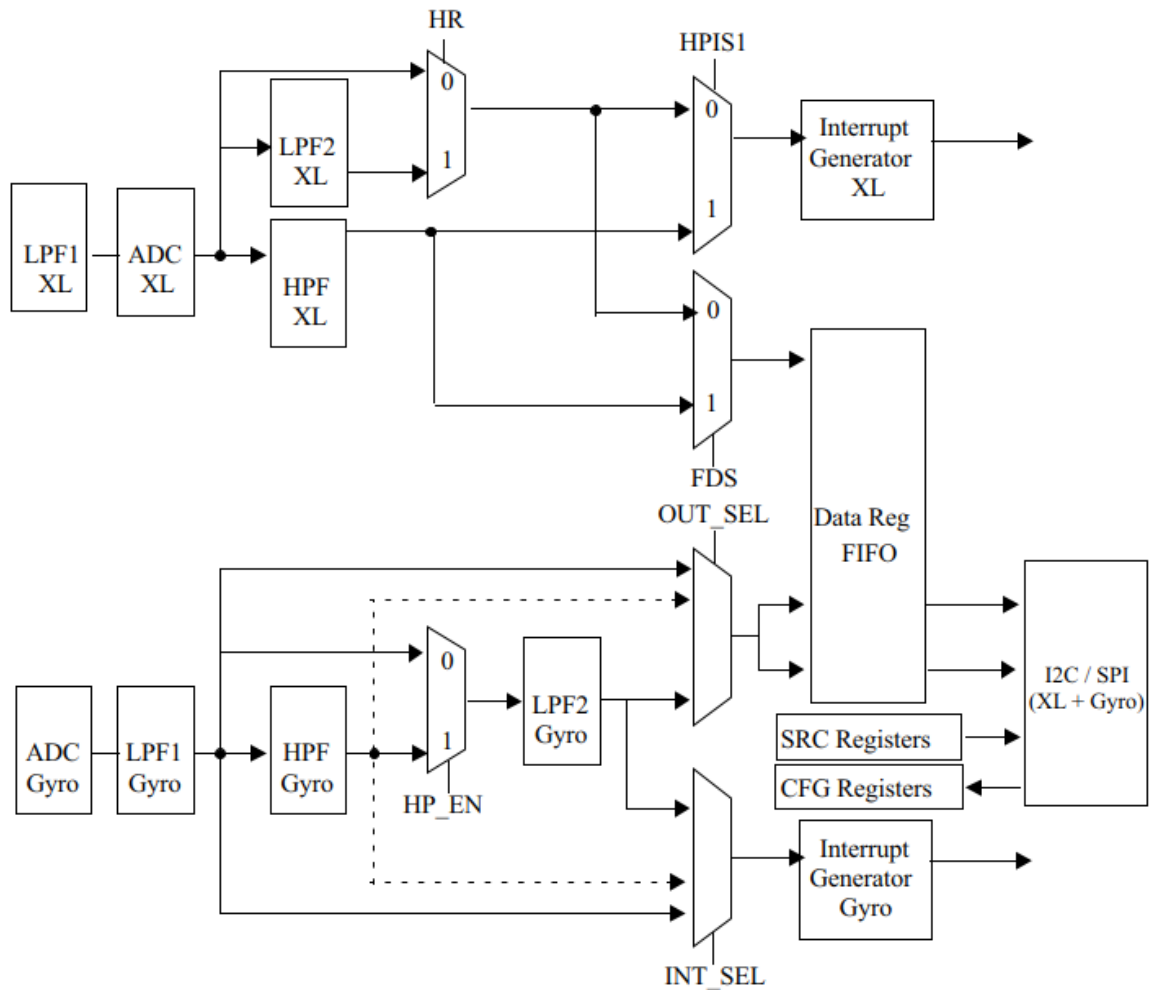 HR
HPIS1
0
LPF2
XL
1
0
1
Interrupt
Generator
XL
LPF1
XL
ADC
XL
HPF
XL
0
1
FDS
OUT_SEL
Data Reg
FIFO
0
1
HP_EN
LPF2
Gyro
ADC
Gyro
LPF1
Gyro
HPF
Gyro
I2C / SPI
(XL + Gyro)
SRC Registers
CFG Registers
Interrupt
Generator
Gyro
INT_SEL